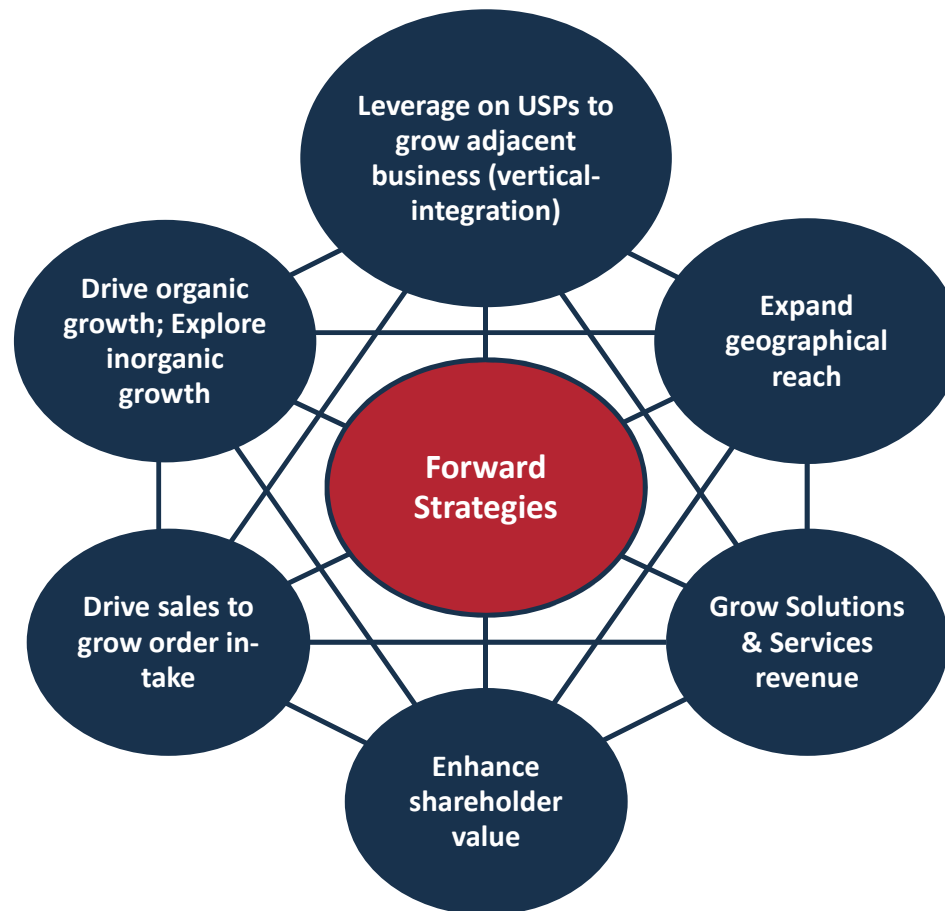 Leverage on USPs to
grow adjacent
business (vertical-
integration)
Drive organic
growth; Explore
inorganic
growth
Expand
geographical
reach
Forward
Strategies
Drive sales to
grow order in-
take
Grow Solutions
& Services
revenue
Enhance
shareholder
value